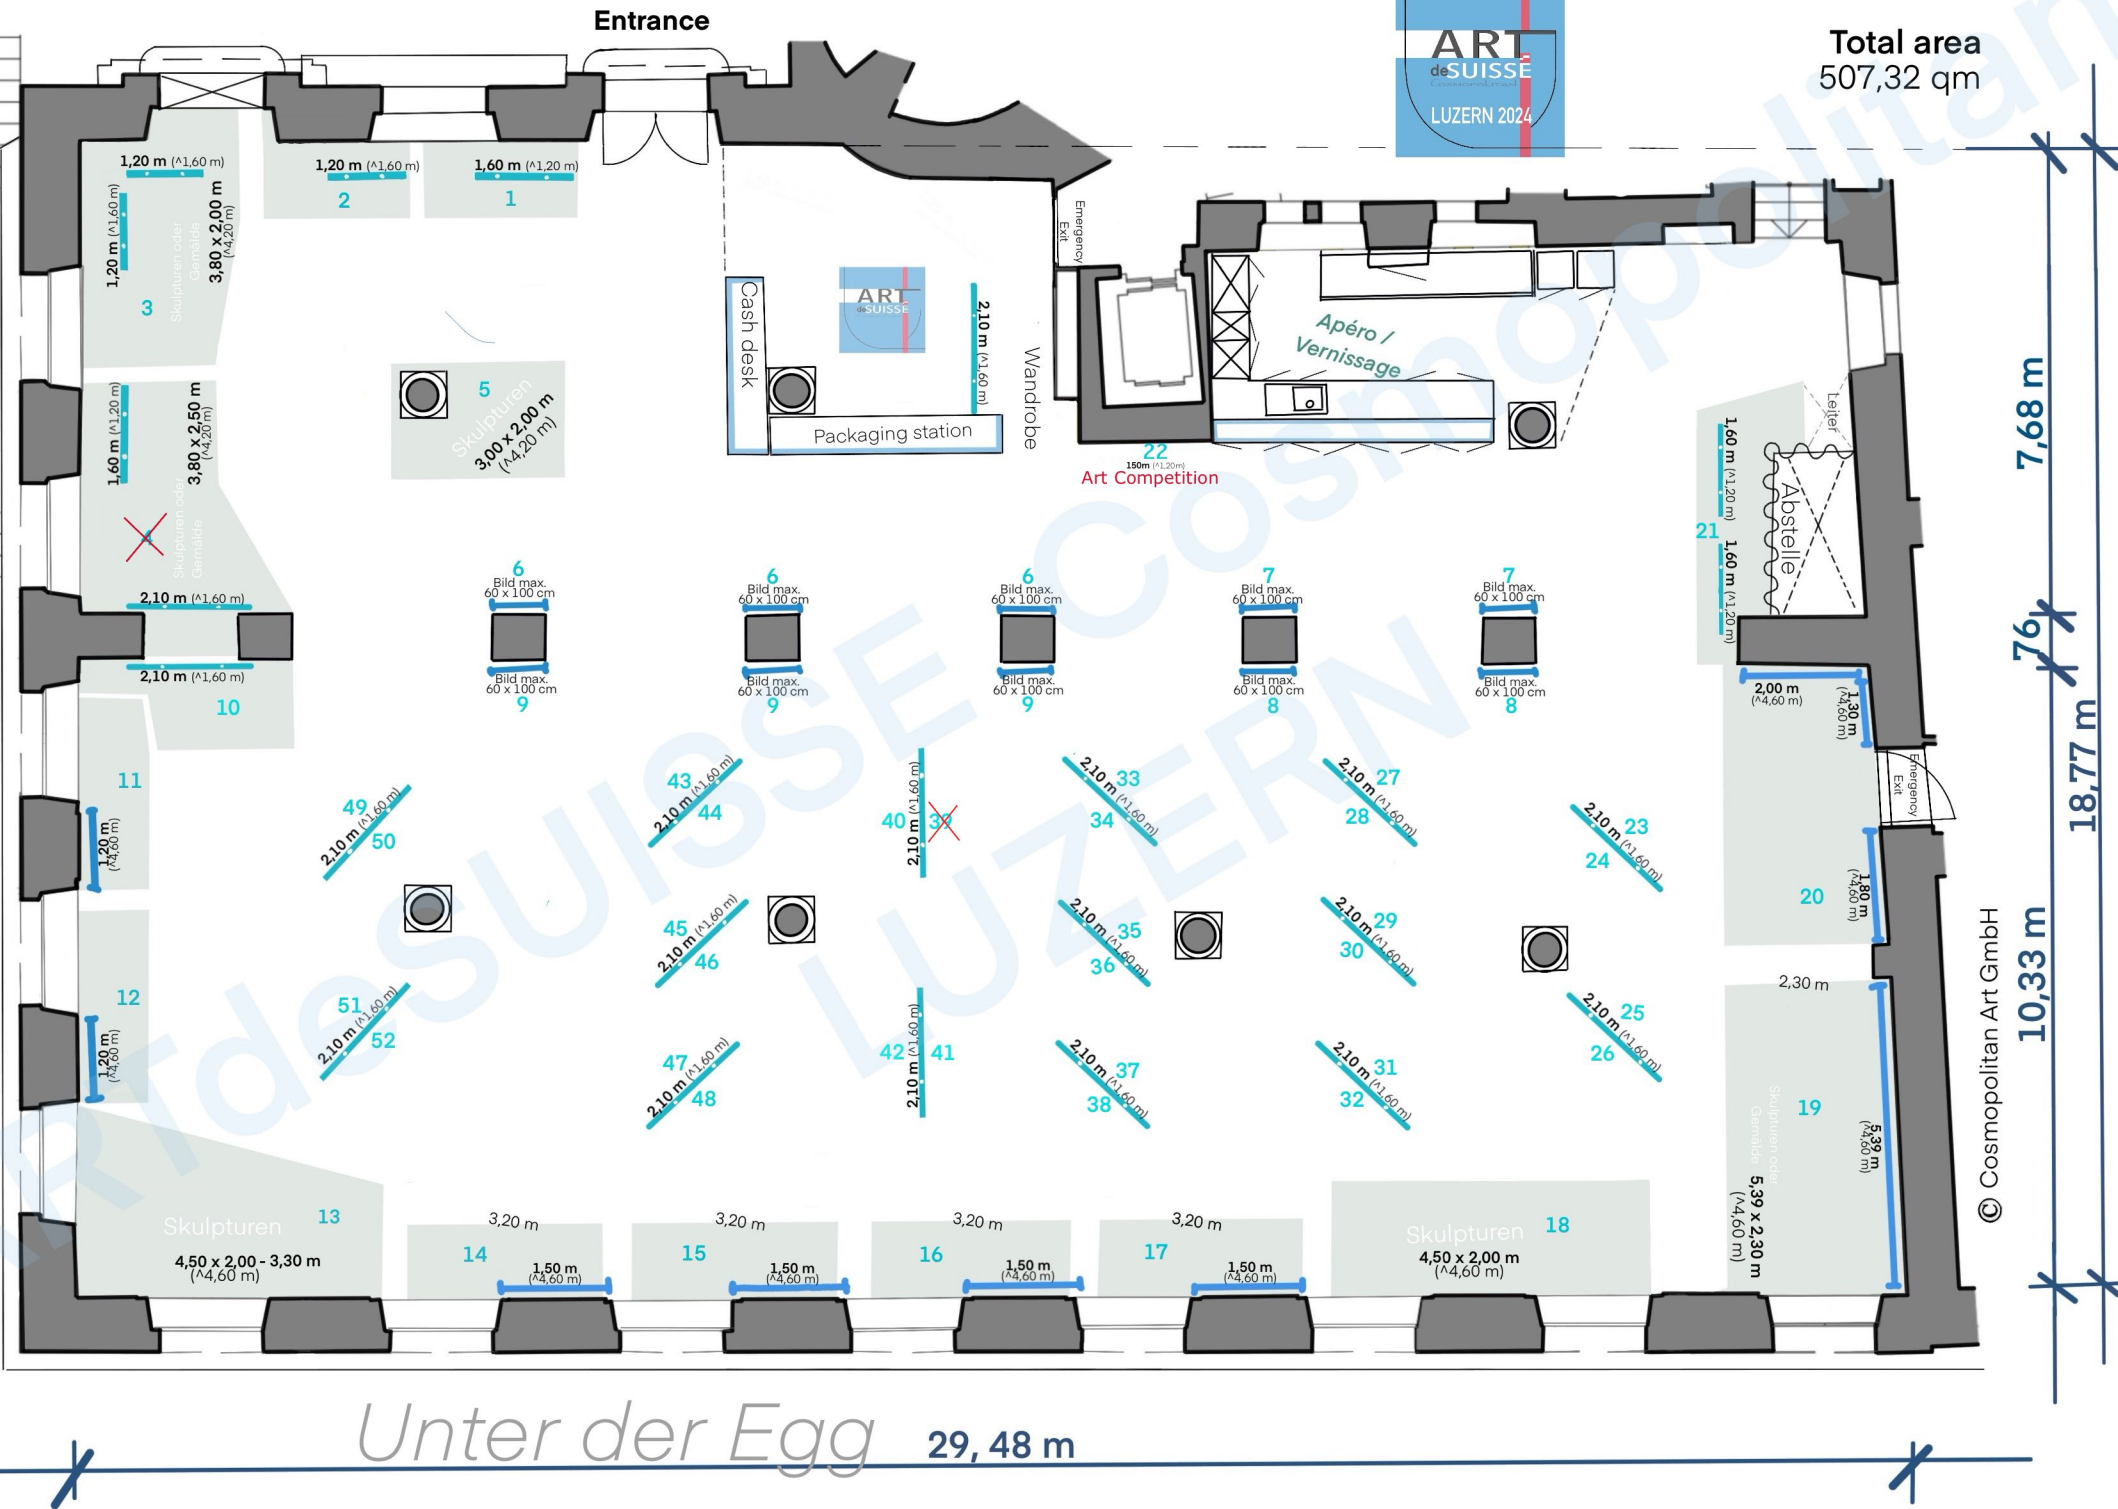 Entrance
ART
deSUISSE
LUZERN 2024
Total area
507,32 qm
1,20 m (^1,60 m)
1,20 m (^1,60 m)
1,60 m (^1,20 m)
2
1
1,20 m (^1,60 m)
Skulpturen oder
Gemälde
3,80 x 2,00 m
(^4,20 m)
3
Emergency
Exit
Cash desk
ART
deSUISSE
2,10 m (^1,60 m)
Wandrobe
Packaging station
Apéro /
Vernissage
5
Skulpturen
3,00 x 2,00 m
(^4,20 m)
1,60 m (^1,20 m)
3,80 x 2,50 m
(^4,20 m)
Skulpturen oder
Gemälde
4
22
150m (^1,20m)
Art Competition
Leiter
Abstelle
1,60 m (^1,20 m)
21
1,60 m (^1,20 m)
7,68 m
76
18,77 m
10,33 m
2,10 m (^1,60 m)
2,10 m (^1,60 m)
10
6
Bild max.
60 x 100 cm
6
Bild max.
60 x 100 cm
6
Bild max.
60 x 100 cm
7
Bild max.
60 x 100 cm
7
Bild max.
60 x 100 cm
Bild max.
60 x 100 cm
9
Bild max.
60 x 100 cm
9
Bild max.
60 x 100 cm
9
Bild max.
60 x 100 cm
8
Bild max.
60 x 100 cm
8
2,00 m
(^4,60 m)
1,30 m
(^4,60 m)
Emergency
Exit
11
1,20 m
(^4,60 m)
49
2,10 m (^1,60 m)
50
43
2,10 m (^1,60 m)
44
40
2,10 m (^1,60 m)
39
33
2,10 m (^1,60 m)
34
27
2,10 m (^1,60 m)
28
23
2,10 m (^1,60 m)
24
20
1,80 m
(^4,60 m)
45
2,10 m (^1,60 m)
46
35
2,10 m (^1,60 m)
36
29
2,10 m (^1,60 m)
30
12
1,20 m
(^4,60 m)
51
2,10 m (^1,60 m)
52
47
2,10 m (^1,60 m)
48
42
2,10 m (^1,60 m)
41
37
2,10 m (^1,60 m)
38
31
2,10 m (^1,60 m)
32
25
2,10 m (^1,60 m)
26
2,30 m
19
Skulpturen oder
Gemälde
5,39 x 2,30 m
(^4,60 m)
5,39 m
(^4,60 m)
© Cosmopolitan Art GmbH
13
Skulpturen
4,50 x 2,00 - 3,30 m
(^4,60 m)
3,20 m
14
1,50 m
(^4,60 m)
3,20 m
15
1,50 m
(^4,60 m)
3,20 m
16
1,50 m
(^4,60 m)
3,20 m
17
1,50 m
(^4,60 m)
18
Skulpturen
4,50 x 2,00 m
(^4,60 m)
Unter der Egg
29, 48 m
ARTdeSUISSE Cosmopolitan
LUZERN